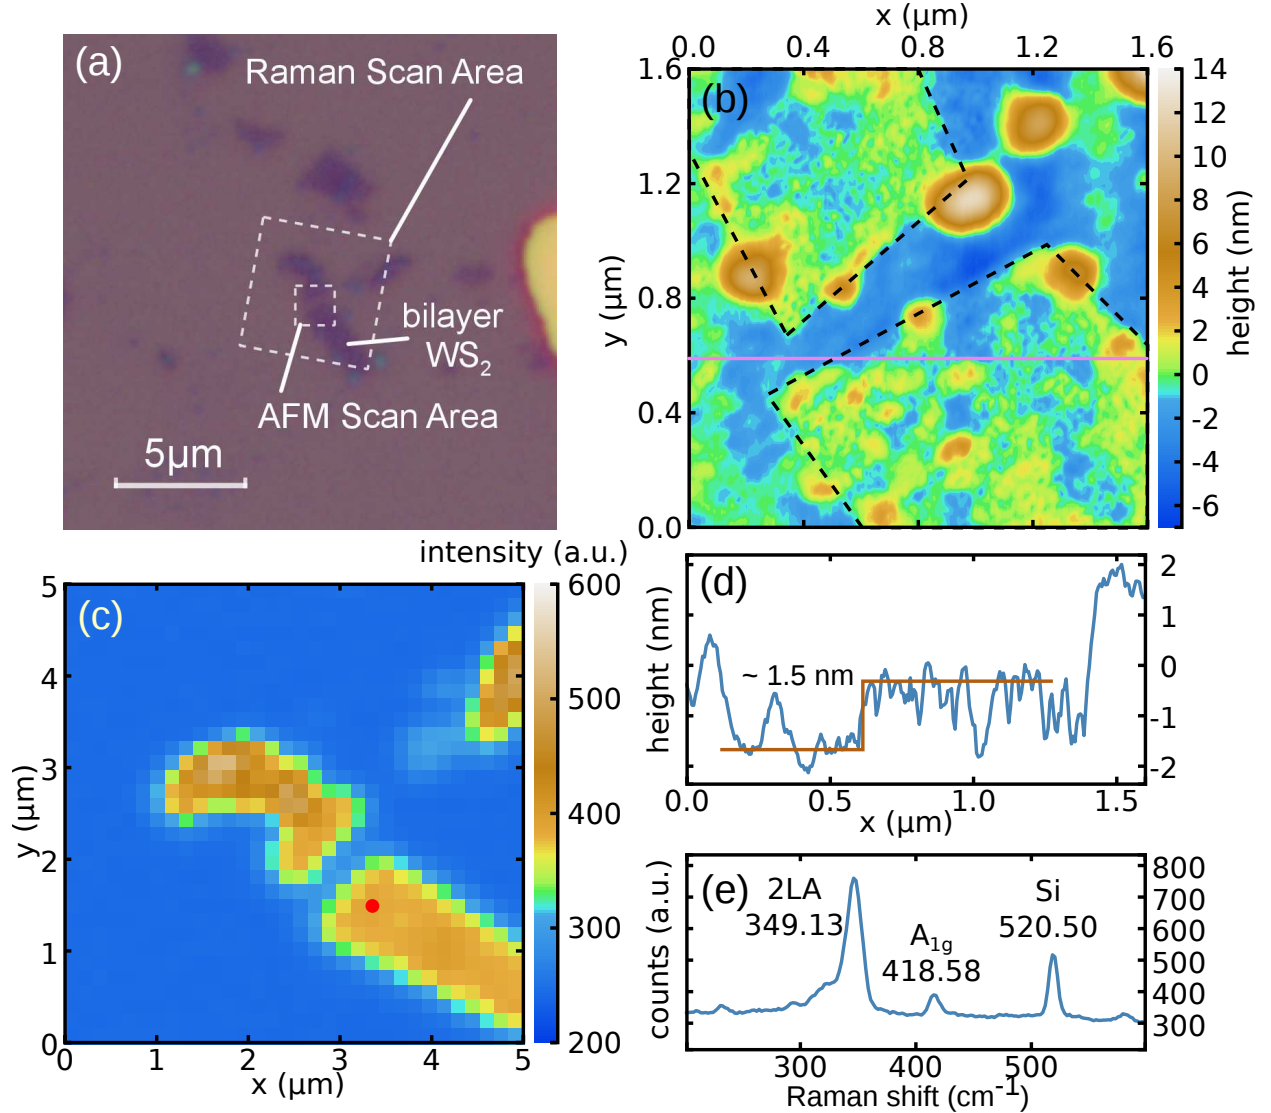 (a)
Raman Scan Area
bilayer
WS2
AFM Scan Area
5μm
x (μm)
0.0 0.4 0.8 1.2 1.6
(b)
1.6
1.2
0.8
0.4
0.0
y (μm)
14
12
10
8
6
4
2
0
-2
-4
-6
height (nm)
intensity (a.u.)
(c)
5
4
3
2
1
0
y (μm)
0 1 2 3 4 5
x (μm)
600
500
400
300
200
(d)
~ 1.5 nm
height (nm)
2
1
0
-1
-2
0.0 0.5 1.0 1.5
x (μm)
(e)
2LA
349.13
A1g
418.58
Si
520.50
counts (a.u.)
800
700
600
500
400
300
300 400 500
Raman shift (cm-1)